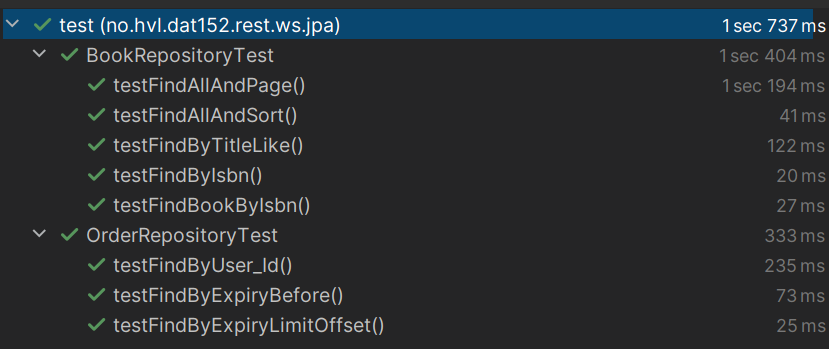 test (no.hvl.dat152.rest.ws.jpa) 1 sec 737 ms
BookRepositoryTest 1 sec 404 ms
testFindAllAndPage() 1 sec 194 ms
testFindAllAndSort() 41 ms
testFindByTitleLike() 122 ms
testFindByIsbn() 20 ms
testFindBookByIsbn() 27 ms
OrderRepositoryTest 333 ms
testFindByUser_Id() 235 ms
testFindByExpiryBefore() 73 ms
testFindByExpiryLimitOffset() 25 ms